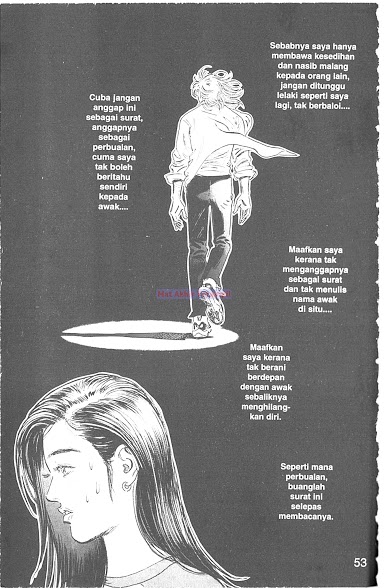 Sebabnya saya hanya
membawa kesedihan
dan nasib malang
kepada orang lain,
jangan ditunggu
lelaki seperti saya
lagi, tak berbaloi....
Cuba jangan
anggap ini
sebagai surat,
anggapnya
sebagai
perbualan,
cuma saya
tak boleh
beritahu
sendiri
kepada
awak....
Maafkan saya
kerana tak
menganggapnya
sebagai surat
dan tak menulis
nama awak
di situ....
Maafkan
saya kerana
tak berani
berdepan
dengan awak
sebaliknya
menghilang-
kan diri.
Seperti mana
perbualan,
buanglah
surat ini
selepas
membacanya.
53